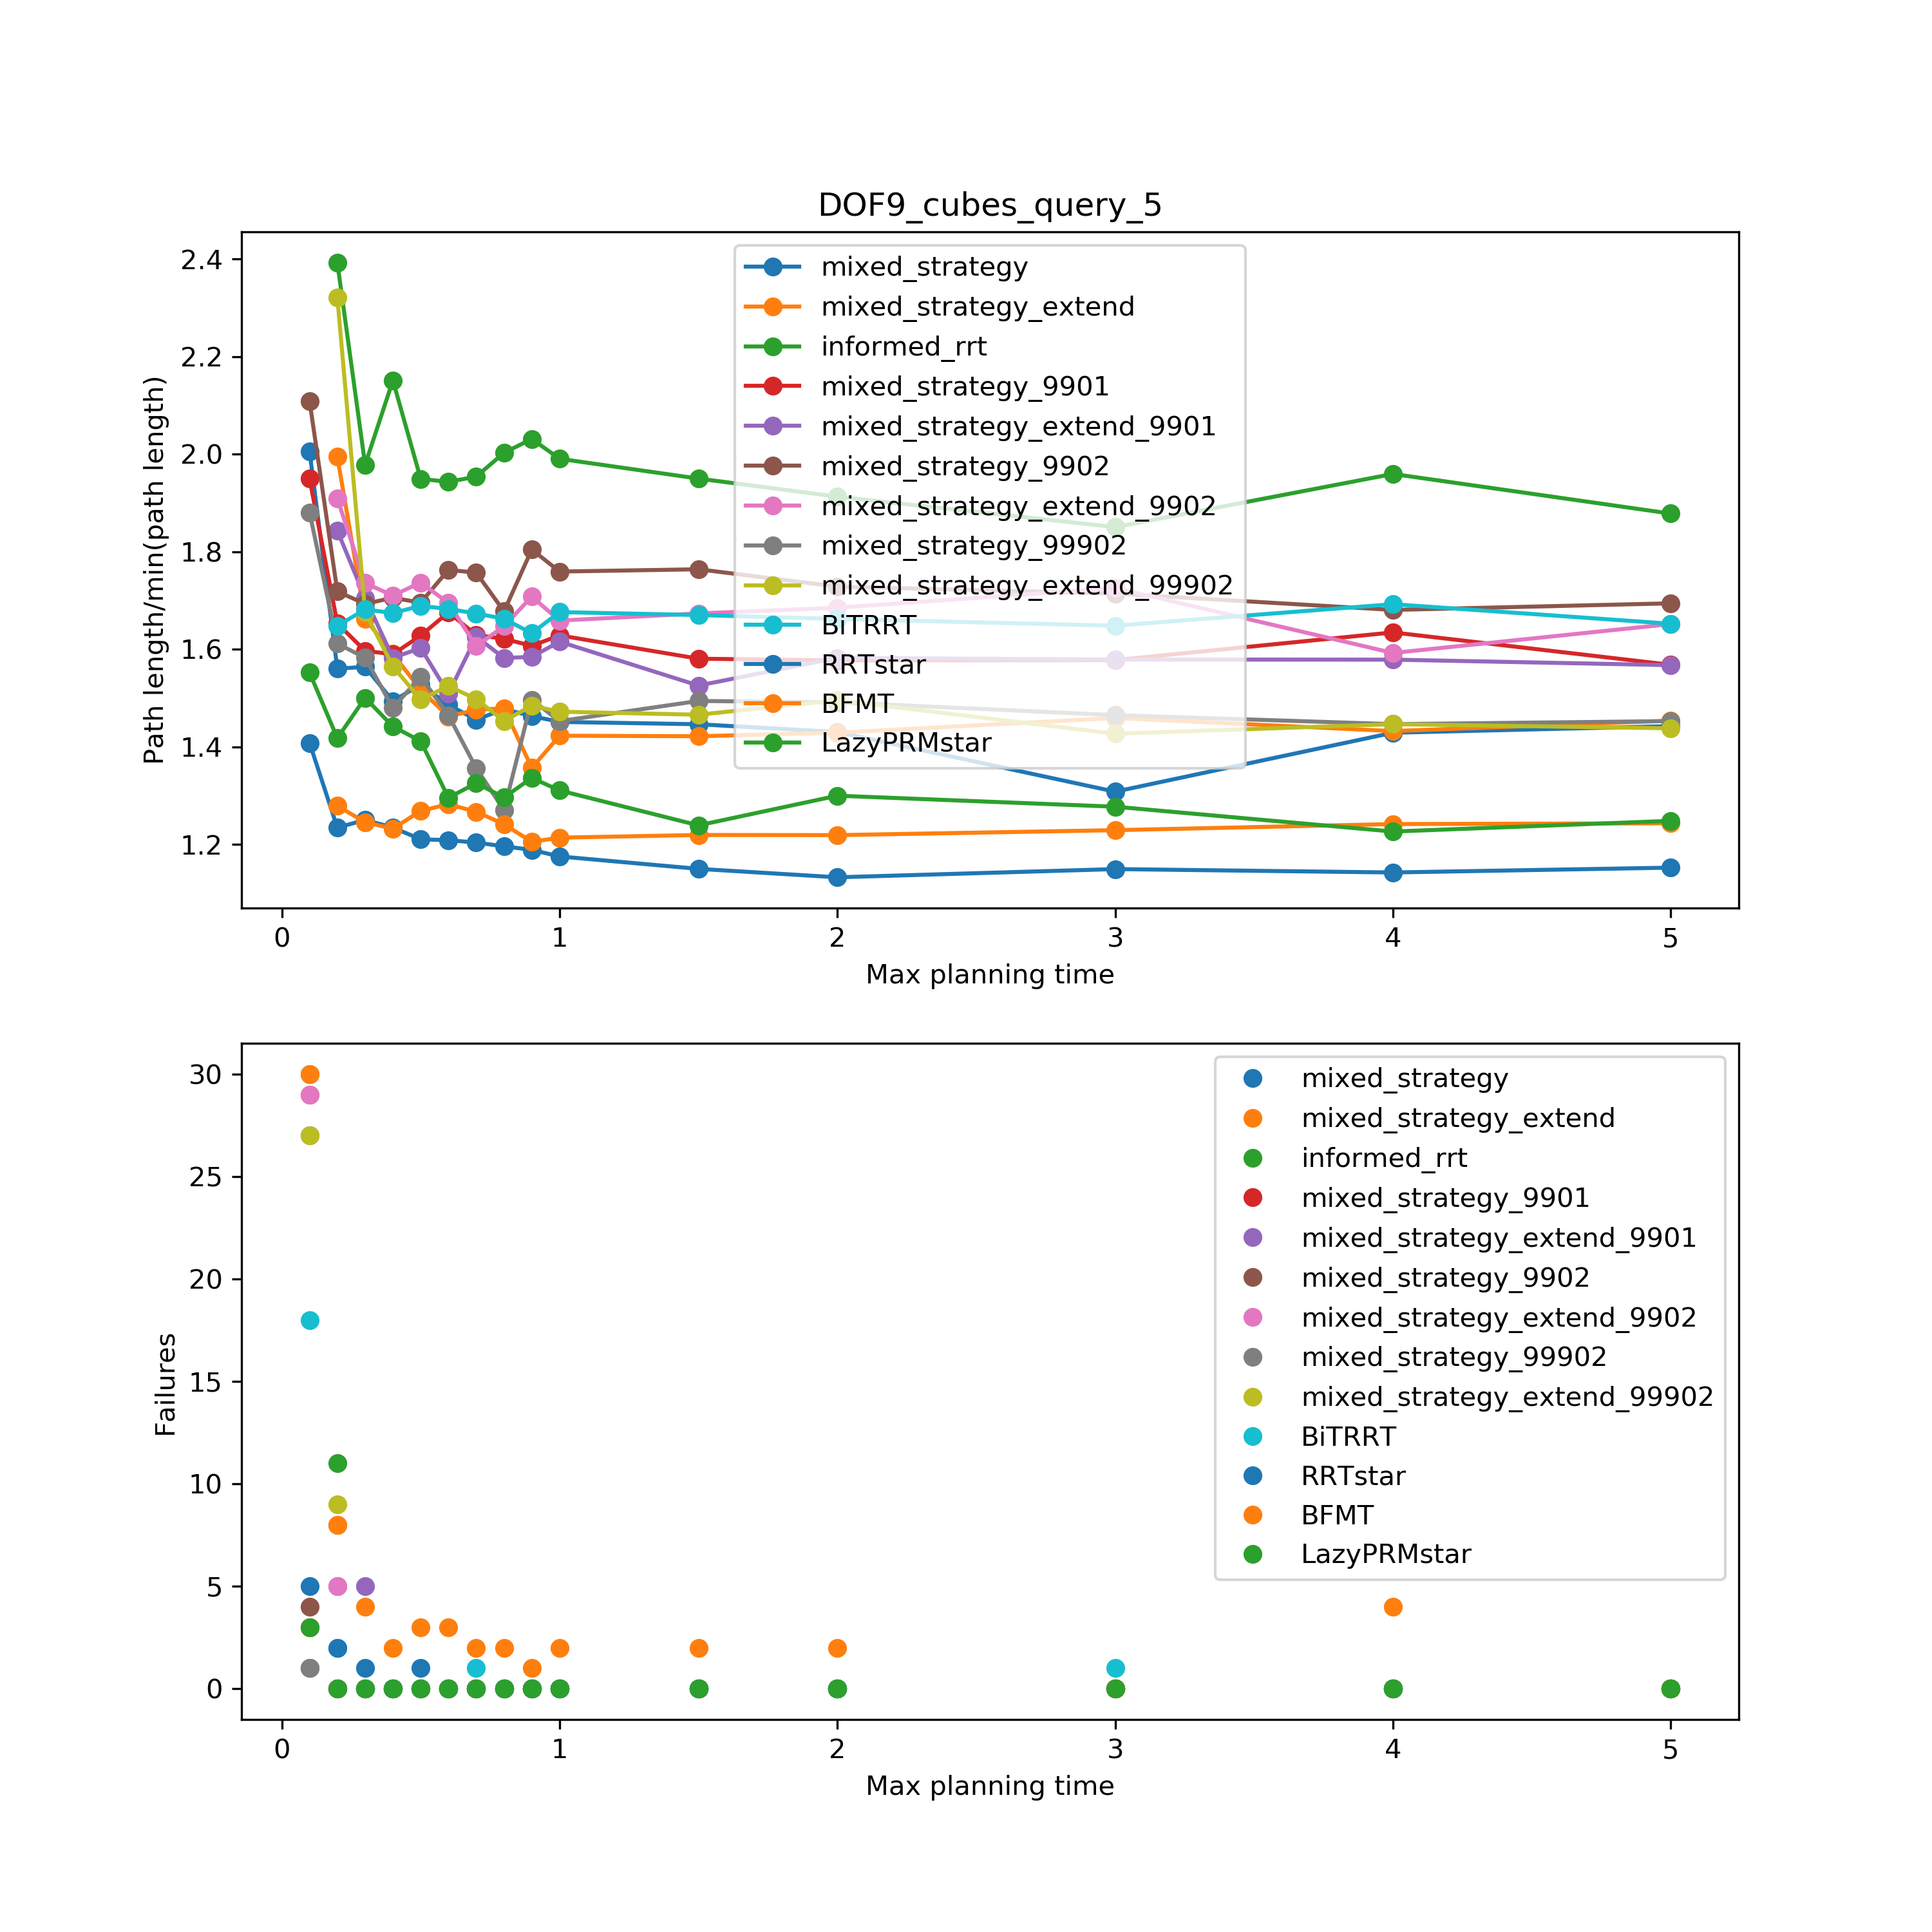 DOF9_cubes_query_5
Path length/min(path length)
2.4
2.2
2.0
1.8
1.6
1.4
1.2
mixed_strategy
mixed_strategy_extend
informed_rrt
mixed_strategy_9901
mixed_strategy_extend_9901
mixed_strategy_9902
mixed_strategy_extend_9902
mixed_strategy_99902
mixed_strategy_extend_99902
BiTRRT
RRTstar
BFMT
LazyPRMstar
0 1 2 3 4 5
Max planning time
Failures
30
25
20
15
10
5
0
mixed_strategy
mixed_strategy_extend
informed_rrt
mixed_strategy_9901
mixed_strategy_extend_9901
mixed_strategy_9902
mixed_strategy_extend_9902
mixed_strategy_99902
mixed_strategy_extend_99902
BiTRRT
RRTstar
BFMT
LazyPRMstar
0 1 2 3 4 5
Max planning time